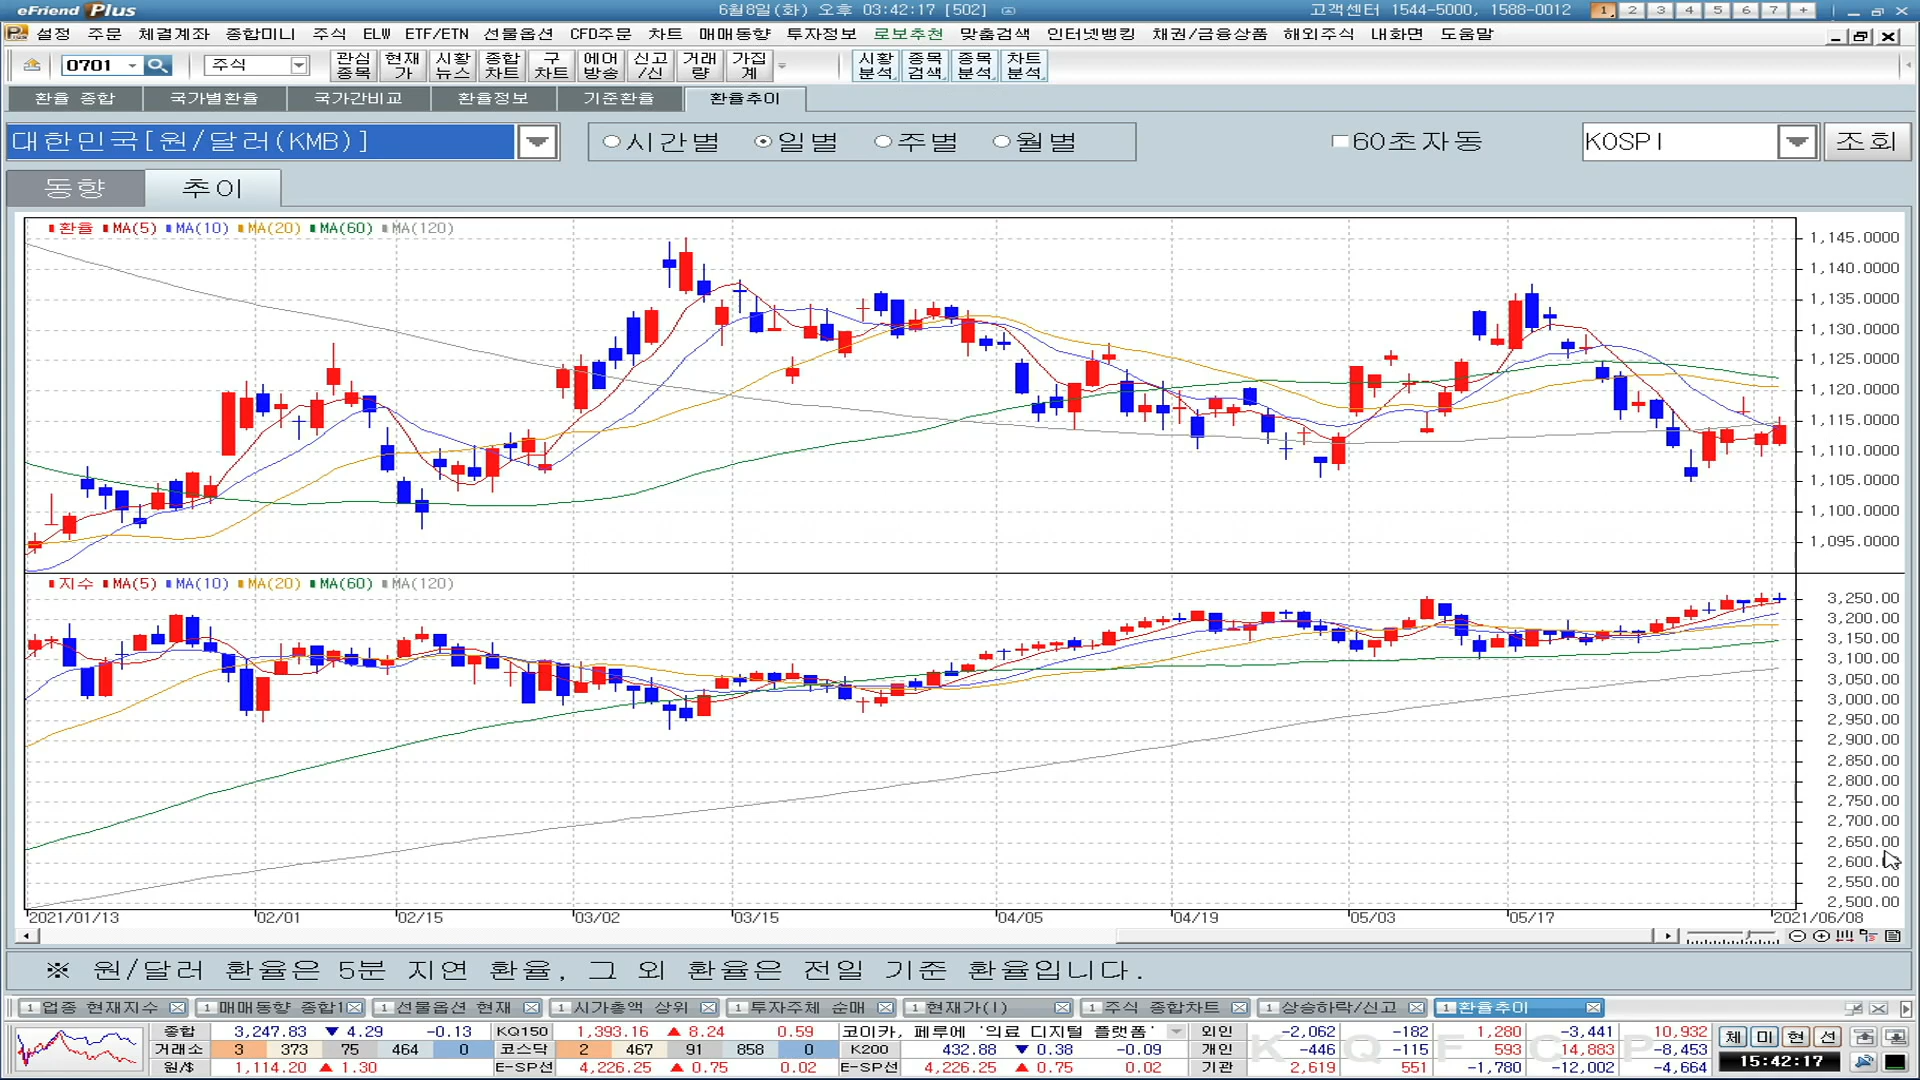 eFriend Plus 6월8일(화) 오후 03:42:17 [502] 고객센터 1544-5000, 1588-0012 1 2 3 4 5 6 7 +
설정 주문 체결계좌 종합미니 주식 ELW ETF/ETN 선물옵션 CFD주문 차트 매매동향 투자정보 로보추천 맞춤검색 인터넷뱅킹 채권/금융상품 해외주식 내화면 도움말
0701 주식 관심종목 현재가 시황뉴스 종합차트 구차트 에어방송 신고/신 거래량 가집계 시황분석 종목검색 종목분석 차트분석
환율 종합 국가별환율 국가간비교 환율정보 기준환율 환율추이
대한민국[원/달러(KMB)] 시간별 일별 주별 월별 60초자동 KOSPI 조회
동향 추이
환율 MA(5) MA(10) MA(20) MA(60) MA(120)
1,145.0000
1,140.0000
1,135.0000
1,130.0000
1,125.0000
1,120.0000
1,115.0000
1,110.0000
1,105.0000
1,100.0000
1,095.0000
지수 MA(5) MA(10) MA(20) MA(60) MA(120)
3,250.00
3,200.00
3,150.00
3,100.00
3,050.00
3,000.00
2,950.00
2,900.00
2,850.00
2,800.00
2,750.00
2,700.00
2,650.00
2,600.00
2,550.00
2,500.00
2021/01/13 02/01 02/15 03/02 03/15 04/05 04/19 05/03 05/17 2021/06/08
※ 원/달러 환율은 5분 지연 환율, 그 외 환율은 전일 기준 환율입니다.
1 업종 현재지수 1 매매동향 종합1 1 선물옵션 현재 1 시가총액 상위 1 투자주체 순매 1 현재가(1) 1 주식 종합차트 1 상승하락/신고 1 환율추이
종합 3,247.83 ▼ 4.29 -0.13 KQ150 1,393.16 ▲ 8.24 0.59 코이카, 페루에 '의료 디지털 플랫폼' 외인 -2,062 -182 1,280 -3,441 10,932 체 미 현 선
거래소 3 373 75 464 0 코스닥 2 467 91 858 0 K200 432.88 ▼ 0.38 -0.09 개인 -446 -115 593 14,883 -8,453
원/$ 1,114.20 ▲ 1.30 E-SP선 4,226.25 ▲ 0.75 0.02 E-SP선 4,226.25 ▲ 0.75 0.02 기관 2,619 551 -1,780 -12,002 -4,664 15:42:17
K Q F C P